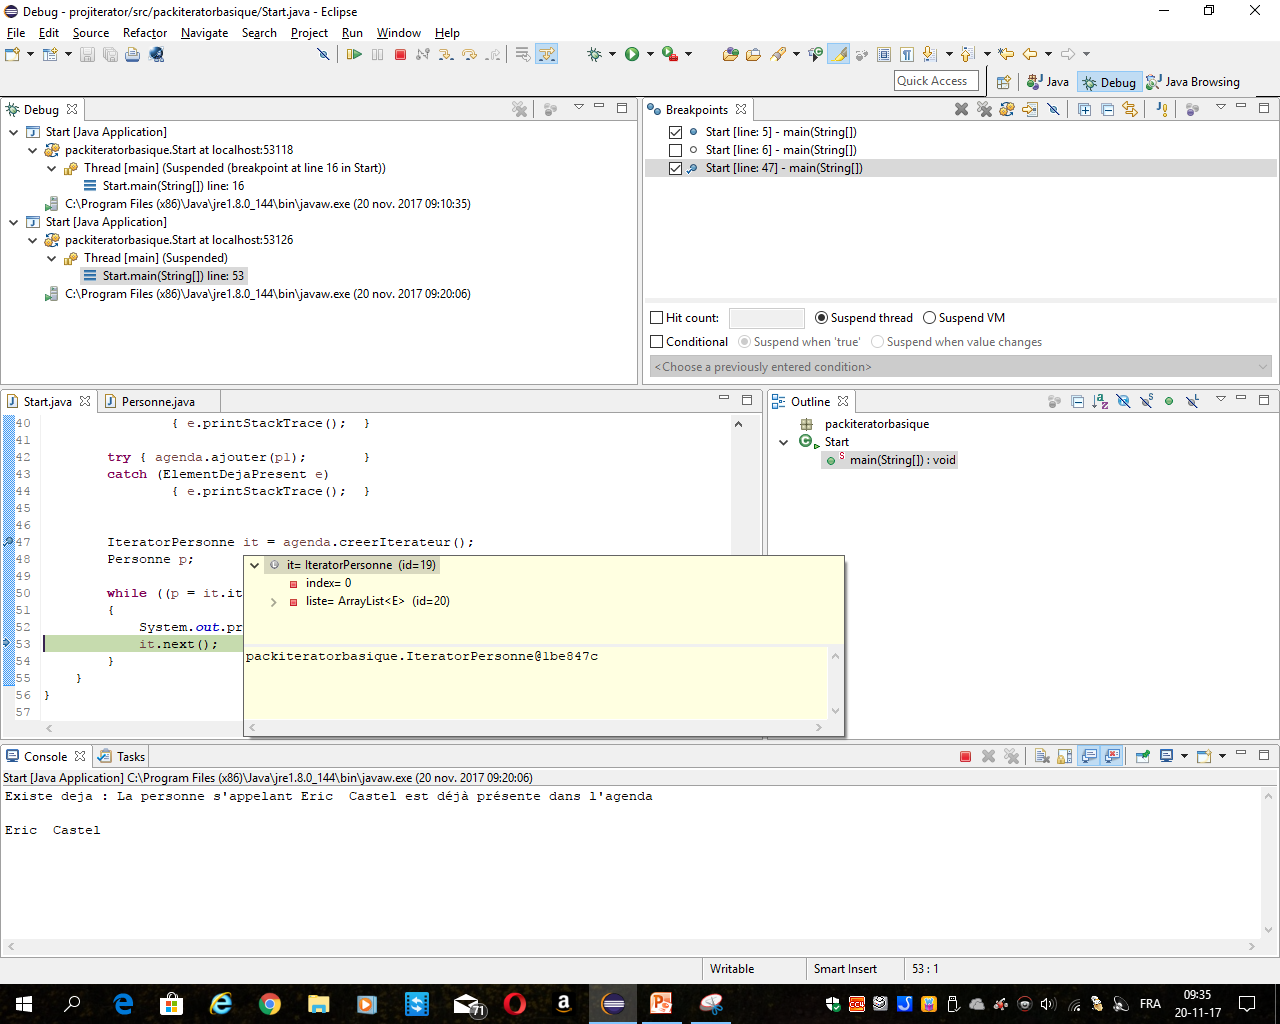 Debug - projiterator/src/packiteratorbasique/Start.java - Eclipse
File Edit Source Refactor Navigate Search Project Run Window Help
Quick Access Java Debug Java Browsing
Debug
Start [Java Application]
packiteratorbasique.Start at localhost:53118
Thread [main] (Suspended (breakpoint at line 16 in Start))
Start.main(String[]) line: 16
C:\Program Files (x86)\Java\jre1.8.0_144\bin\javaw.exe (20 nov. 2017 09:10:35)
Start [Java Application]
packiteratorbasique.Start at localhost:53126
Thread [main] (Suspended)
Start.main(String[]) line: 53
C:\Program Files (x86)\Java\jre1.8.0_144\bin\javaw.exe (20 nov. 2017 09:20:06)
Breakpoints
Start [line: 5] - main(String[])
Start [line: 6] - main(String[])
Start [line: 47] - main(String[])
Hit count: Suspend thread Suspend VM
Conditional Suspend when 'true' Suspend when value changes
<Choose a previously entered condition>
Start.java Personne.java
40 { e.printStackTrace(); }
41
42 try { agenda.ajouter(p1); }
43 catch (ElementDejaPresent e)
44 { e.printStackTrace(); }
45
46
47 IteratorPersonne it = agenda.creerIterateur();
48 Personne p;
49
50 while ((p = it.it
51 {
52 System.out.pr
53 it.next();
54 }
55 }
56 }
57
it= IteratorPersonne (id=19)
index= 0
liste= ArrayList<E> (id=20)
packiteratorbasique.IteratorPersonne@1be847c
Outline
packiteratorbasique
Start
main(String[]) : void
Console Tasks
Start [Java Application] C:\Program Files (x86)\Java\jre1.8.0_144\bin\javaw.exe (20 nov. 2017 09:20:06)
Existe deja : La personne s'appelant Eric  Castel est déjà présente dans l'agenda
Eric  Castel
Writable Smart Insert 53 : 1
71
FRA
09:35
20-11-17